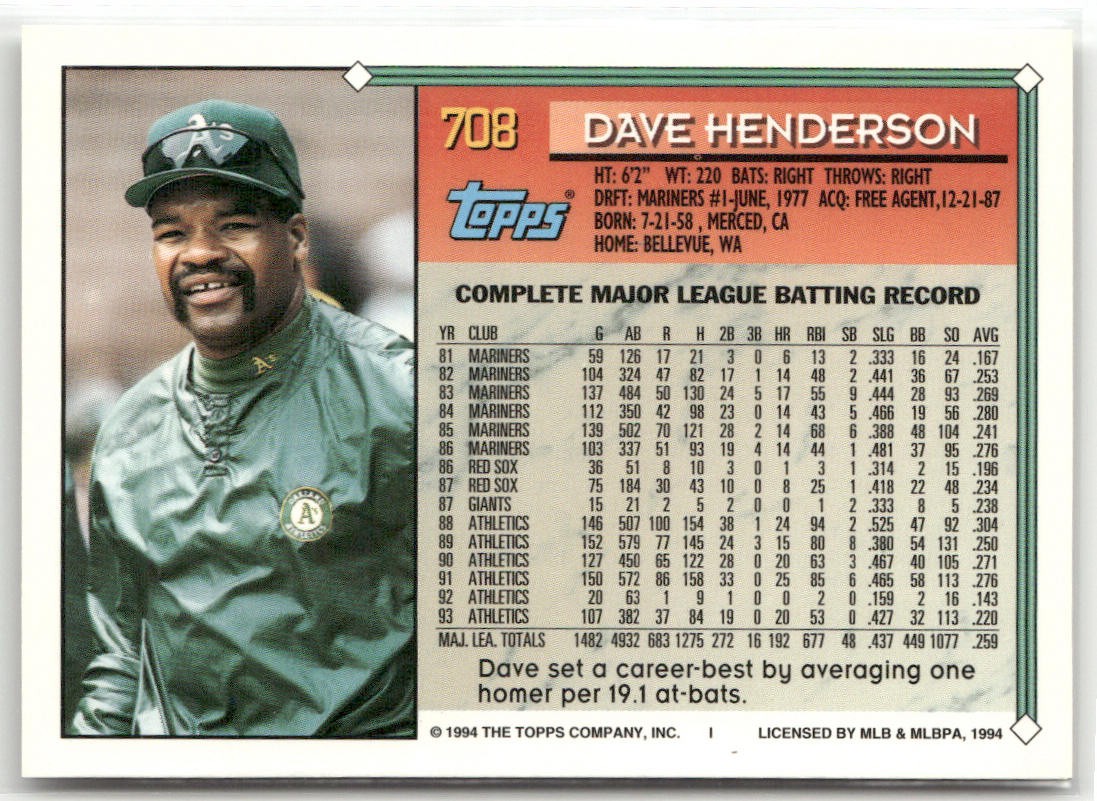 708 DAVE HENDERSON
HT: 6'2" WT: 220 BATS: RIGHT THROWS: RIGHT
topps® DRFT: MARINERS #1-JUNE, 1977 ACQ: FREE AGENT,12-21-87
BORN: 7-21-58 , MERCED, CA
HOME: BELLEVUE, WA
COMPLETE MAJOR LEAGUE BATTING RECORD
YR CLUB G AB R H 2B 3B HR RBI SB SLG BB SO AVG
81 MARINERS 59 126 17 21 3 0 6 13 2 .333 16 24 .167
82 MARINERS 104 324 47 82 17 1 14 48 2 .441 36 67 .253
83 MARINERS 137 484 50 130 24 5 17 55 9 .444 28 93 .269
84 MARINERS 112 350 42 98 23 0 14 43 5 .466 19 56 .280
85 MARINERS 139 502 70 121 28 2 14 68 6 .388 48 104 .241
86 MARINERS 103 337 51 93 19 4 14 44 1 .481 37 95 .276
86 RED SOX 36 51 8 10 3 0 1 3 1 .314 2 15 .196
87 RED SOX 75 184 30 43 10 0 8 25 1 .418 22 48 .234
87 GIANTS 15 21 2 5 2 0 0 1 2 .333 8 5 .238
88 ATHLETICS 146 507 100 154 38 1 24 94 2 .525 47 92 .304
89 ATHLETICS 152 579 77 145 24 3 15 80 8 .380 54 131 .250
90 ATHLETICS 127 450 65 122 28 0 20 63 3 .467 40 105 .271
91 ATHLETICS 150 572 86 158 33 0 25 85 6 .465 58 113 .276
92 ATHLETICS 20 63 1 9 1 0 0 2 0 .159 2 16 .143
93 ATHLETICS 107 382 37 84 19 0 20 53 0 .427 32 113 .220
MAJ. LEA. TOTALS 1482 4932 683 1275 272 16 192 677 48 .437 449 1077 .259
Dave set a career-best by averaging one
homer per 19.1 at-bats.
© 1994 THE TOPPS COMPANY, INC. I LICENSED BY MLB & MLBPA, 1994
A's
A's
OAKLAND
A's
ATHLETICS